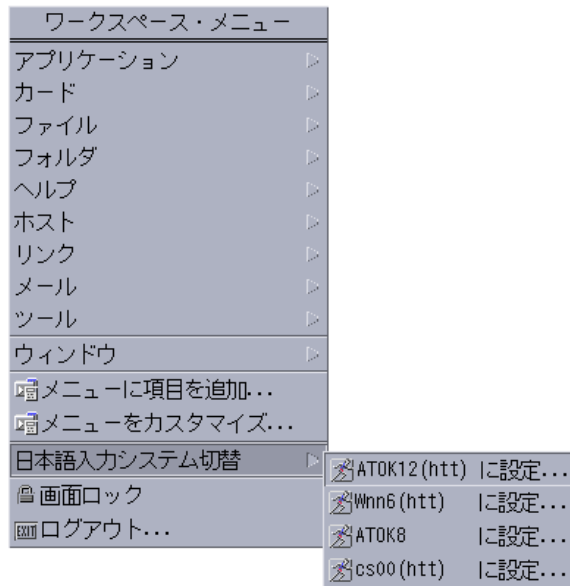 ワークスペース・メニュー
アプリケーション
カード
ファイル
フォルダ
ヘルプ
ホスト
リンク
メール
ツール
ウィンドウ
メニューに項目を追加...
メニューをカスタマイズ...
日本語入力システム切替
ATOK12(htt) に設定...
Wnn6(htt) に設定...
ATOK8 に設定...
cs00(htt) に設定...
画面ロック
EXIT ログアウト...